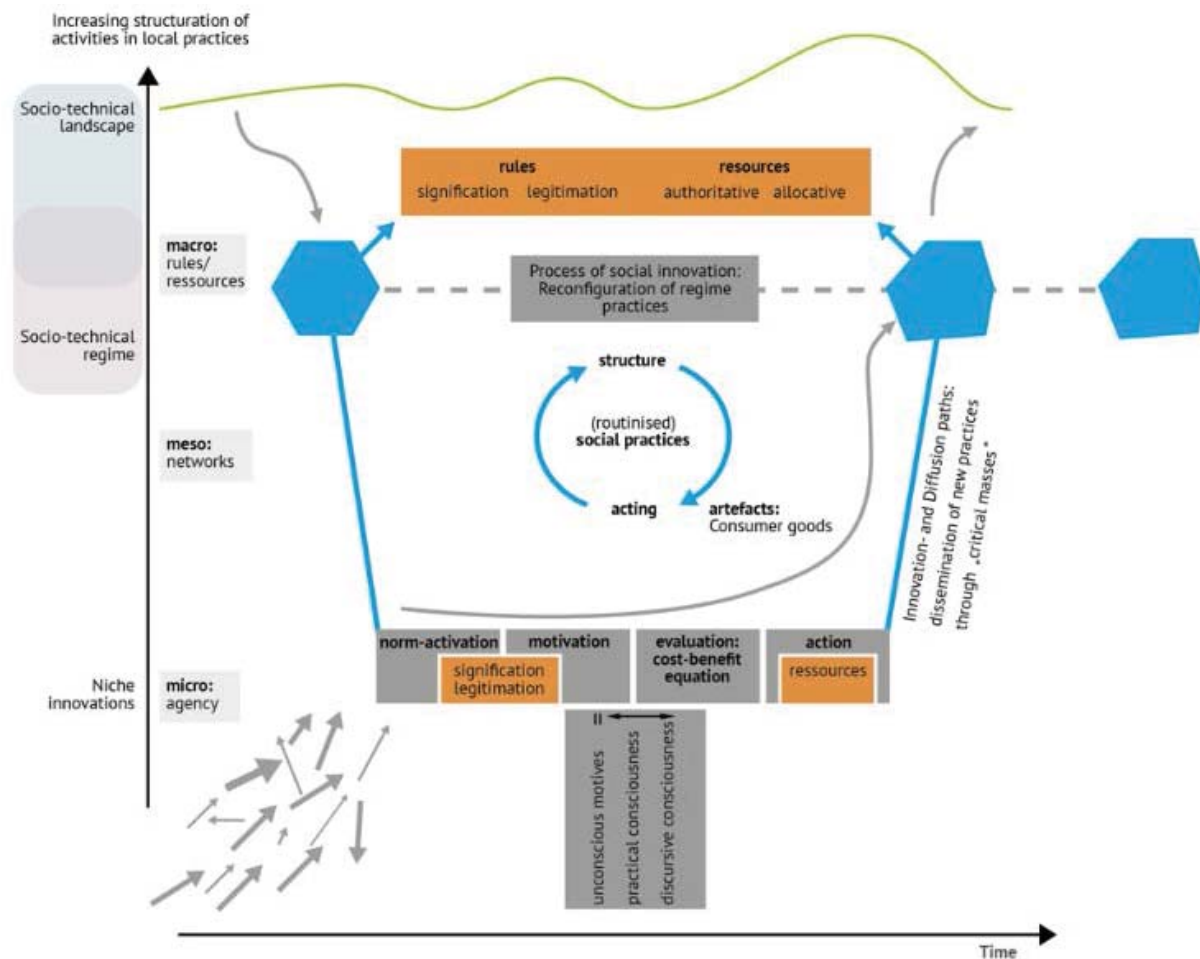 Increasing structuration of
activities in local practices
Socio-technical
landscape
rules
resources
signification
legitimation
authoritative
allocative
macro:
rules/
ressources
Process of social innovation:
Reconfiguration of regime
practices
Socio-technical
regime
structure
(routinised)
social practices
meso:
networks
acting
artefacts:
Consumer goods
Innovation- and Diffusion paths:
dissemination of new practices
through „critical masses“
norm-activation
motivation
evaluation:
cost-benefit
equation
action
signification
legitimation
ressources
Niche
innovations
micro:
agency
=
unconscious motives
practical consciousness
discursive consciousness
Time